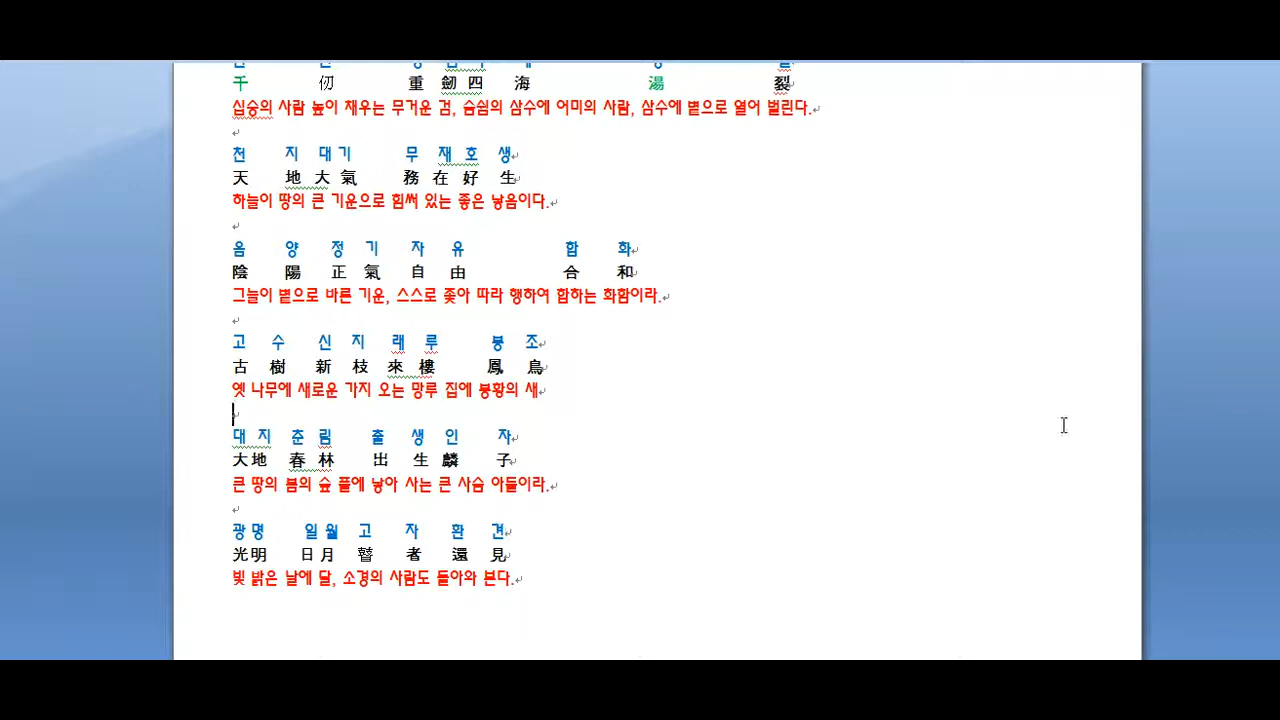 千 仞 重 劒 四 海 湯 裂
십승의 사람 높이 채우는 무거운 검, 숨쉼의 삼수에 어미의 사람, 삼수에 볕으로 열어 벌린다.
천 지 대 기 무 재 호 생
天 地 大 氣 務 在 好 生
하늘이 땅의 큰 기운으로 힘써 있는 좋은 낳음이다.
음 양 정 기 자 유 합 화
陰 陽 正 氣 自 由 合 和
그늘이 볕으로 바른 기운, 스스로 좇아 따라 행하여 합하는 화함이라.
고 수 신 지 래 루 봉 조
古 樹 新 枝 來 樓 鳳 鳥
옛 나무에 새로운 가지 오는 망루 집에 봉황의 새
대 지 춘 림 출 생 인 자
大地 春 林 出 生 麟 子
큰 땅의 봄의 숲 풀에 낳아 사는 큰 사슴 아들이라.
광 명 일 월 고 자 환 견
光明 日 月 瞽 者 還 見
빛 밝은 날에 달, 소경의 사람도 돌아와 본다.